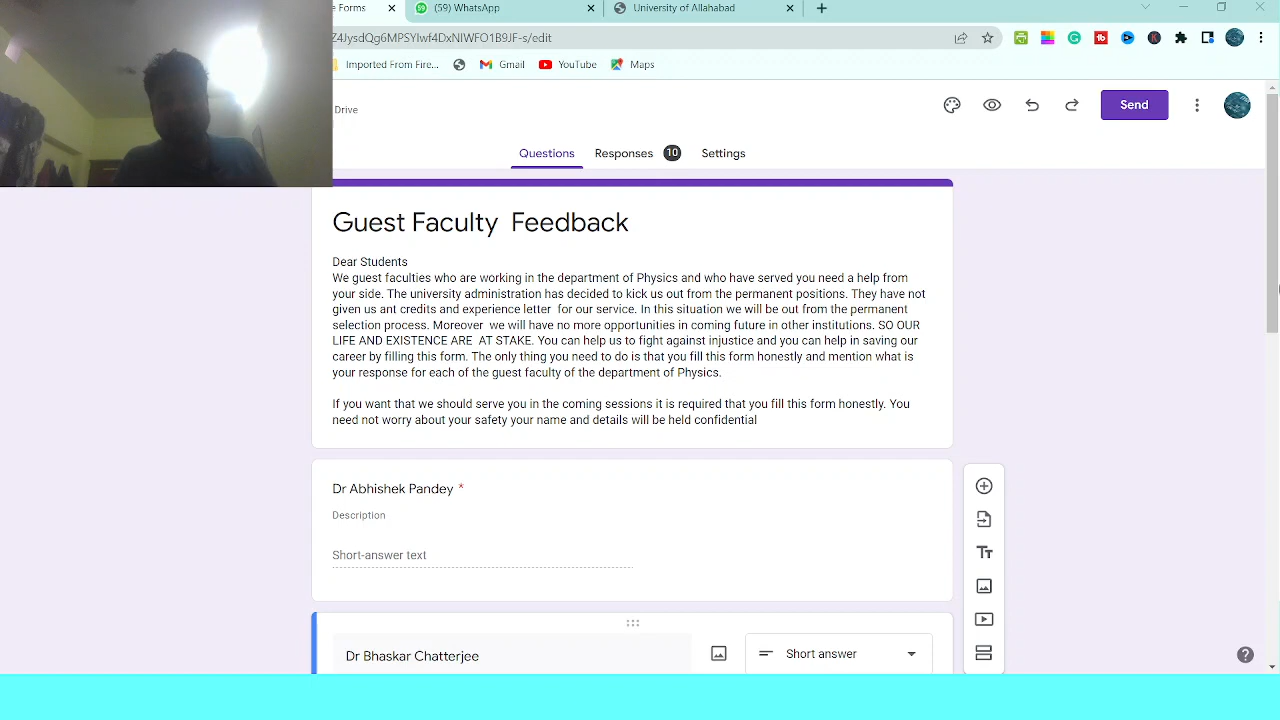 e Forms
(59) WhatsApp
University of Allahabad
Z4JysdQg6MPSYIwf4DxNIWFO1B9JF-s/edit
Imported From Fire...
Gmail
YouTube
Maps
Drive
Send
Questions
Responses
10
Settings
Guest Faculty  Feedback
Dear Students
We guest faculties who are working in the department of Physics and who have served you need a help from
your side. The university administration has decided to kick us out from the permanent positions. They have not
given us ant credits and experience letter  for our service. In this situation we will be out from the permanent
selection process. Moreover  we will have no more opportunities in coming future in other institutions. SO OUR
LIFE AND EXISTENCE ARE  AT STAKE. You can help us to fight against injustice and you can help in saving our
career by filling this form. The only thing you need to do is that you fill this form honestly and mention what is
your response for each of the guest faculty of the department of Physics.
If you want that we should serve you in the coming sessions it is required that you fill this form honestly. You
need not worry about your safety your name and details will be held confidential
Dr Abhishek Pandey *
Description
Short-answer text
Dr Bhaskar Chatterjee
Short answer